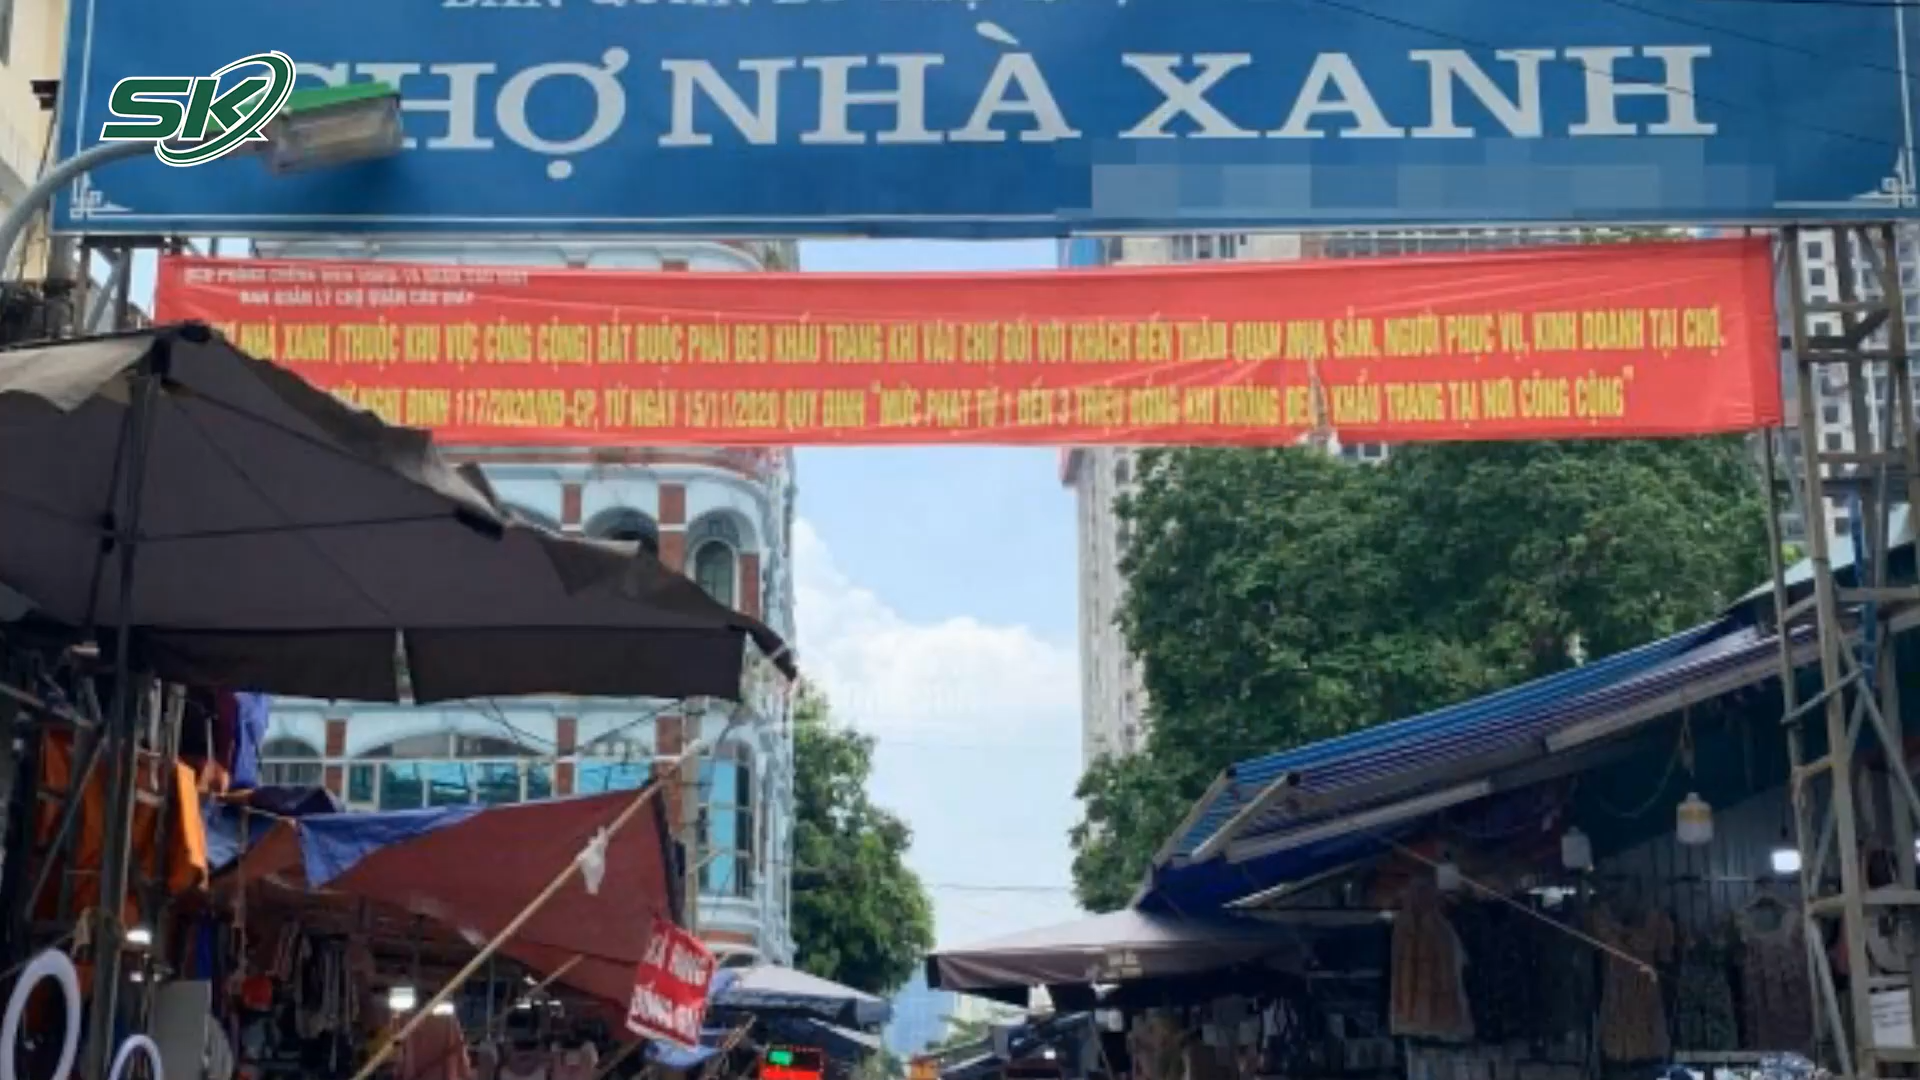 CHỢ NHÀ XANH
SK
BAN QUẢN LÝ CHỢ QUẬN CẦU GIẤY
NHÀ XANH (THUỘC KHU VỰC CÔNG CỘNG) BẮT BUỘC PHẢI ĐEO KHẨU TRANG KHI VÀO CHỢ ĐỐI VỚI KHÁCH ĐẾN THĂM QUAN MUA SẮM, NGƯỜI PHỤC VỤ, KINH DOANH TẠI CHỢ.
NGHỊ ĐỊNH 117/2020/NĐ-CP, TỪ NGÀY 15/11/2020 QUY ĐỊNH "MỨC PHẠT TỪ 1 ĐẾN 3 TRIỆU ĐỒNG KHI KHÔNG ĐEO KHẨU TRANG TẠI NƠI CÔNG CỘNG"